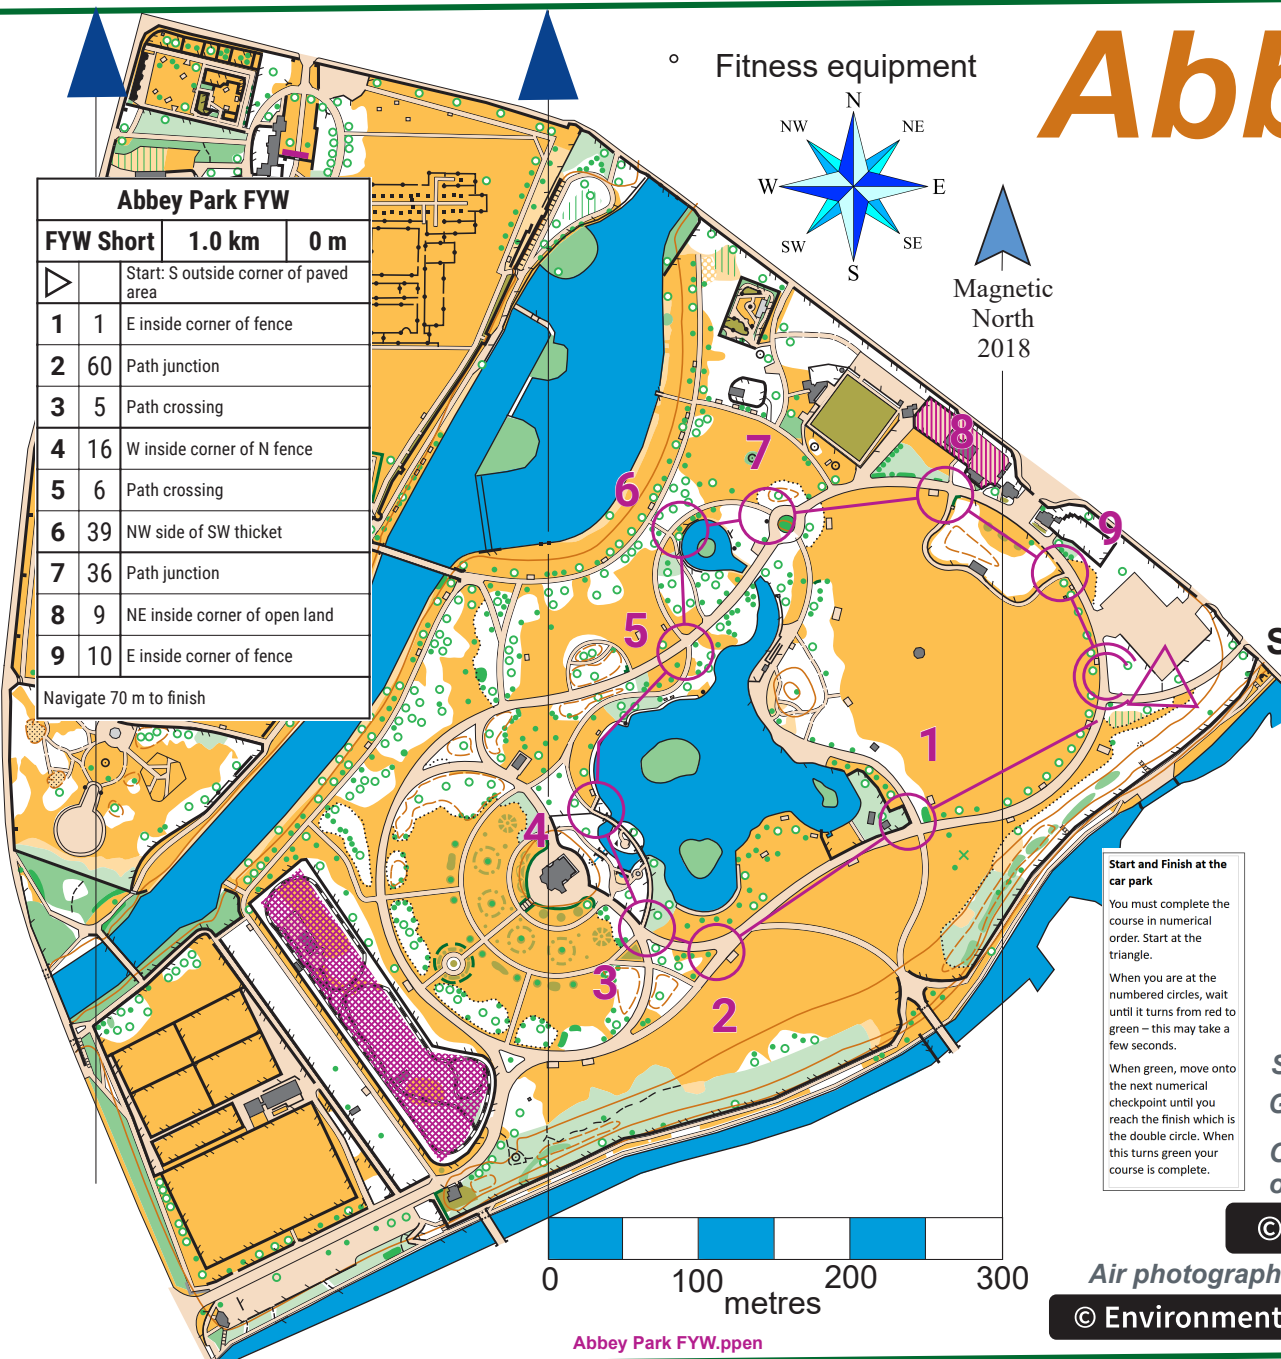 ° Fitness equipment
Abb
N
NW
NE
W
E
SW
SE
S
Magnetic
North
2018
Abbey Park FYW
FYW Short 1.0 km 0 m
Start: S outside corner of paved
area
1 1 E inside corner of fence
2 60 Path junction
3 5 Path crossing
4 16 W inside corner of N fence
5 6 Path crossing
6 39 NW side of SW thicket
7 36 Path junction
8 9 NE inside corner of open land
9 10 E inside corner of fence
Navigate 70 m to finish
8
7
6
9
5
S
1
4
3
2
Start and Finish at the
car park
You must complete the
course in numerical
order. Start at the
triangle.
When you are at the
numbered circles, wait
until it turns from red to
green – this may take a
few seconds.
When green, move onto
the next numerical
checkpoint until you
reach the finish which is
the double circle. When
this turns green your
course is complete.
S
G
C
o
©
0 100 200 300
metres
Air photograph
© Environment
Abbey Park FYW.ppen